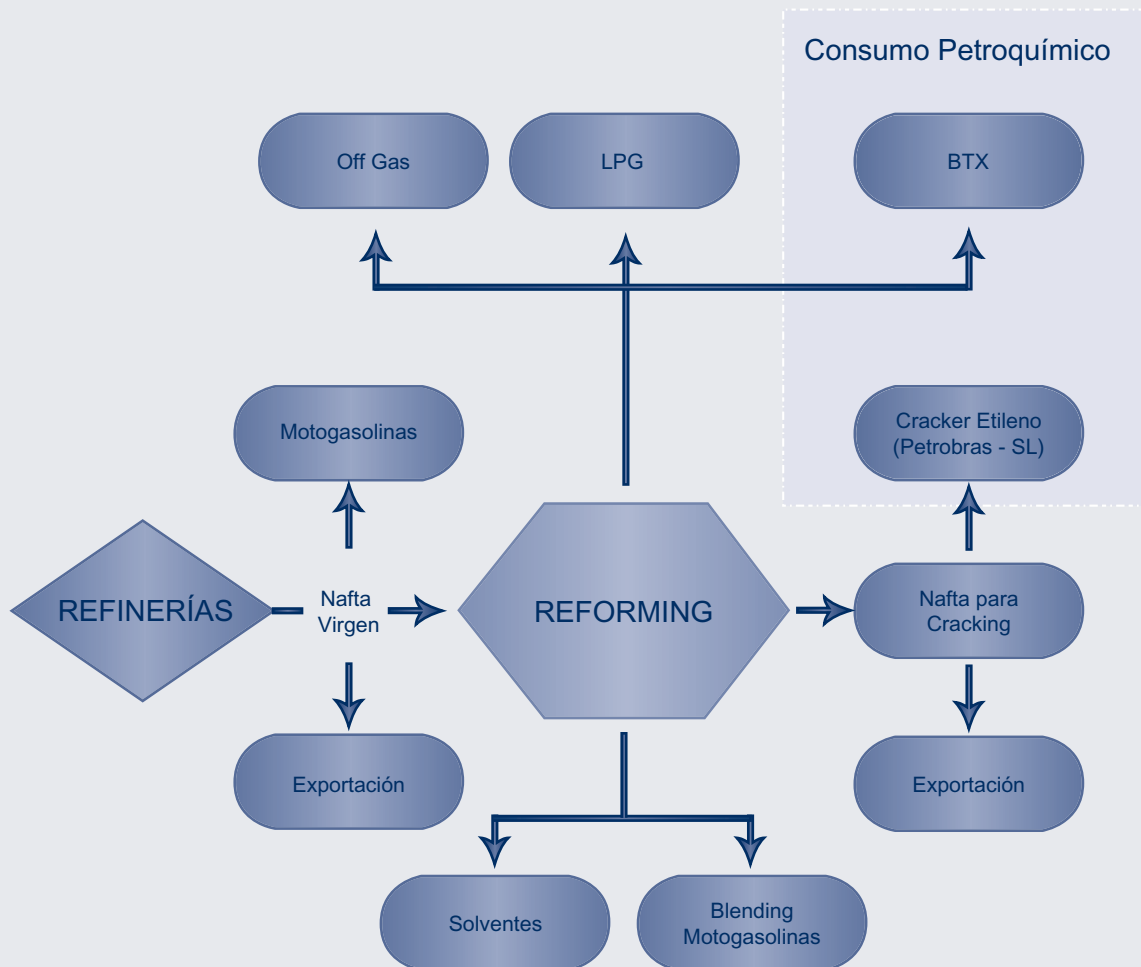 Consumo Petroquímico
Off Gas
LPG
BTX
Motogasolinas
Cracker Etileno
(Petrobras - SL)
REFINERÍAS
Nafta
Virgen
REFORMING
Nafta para
Cracking
Exportación
Exportación
Solventes
Blending
Motogasolinas